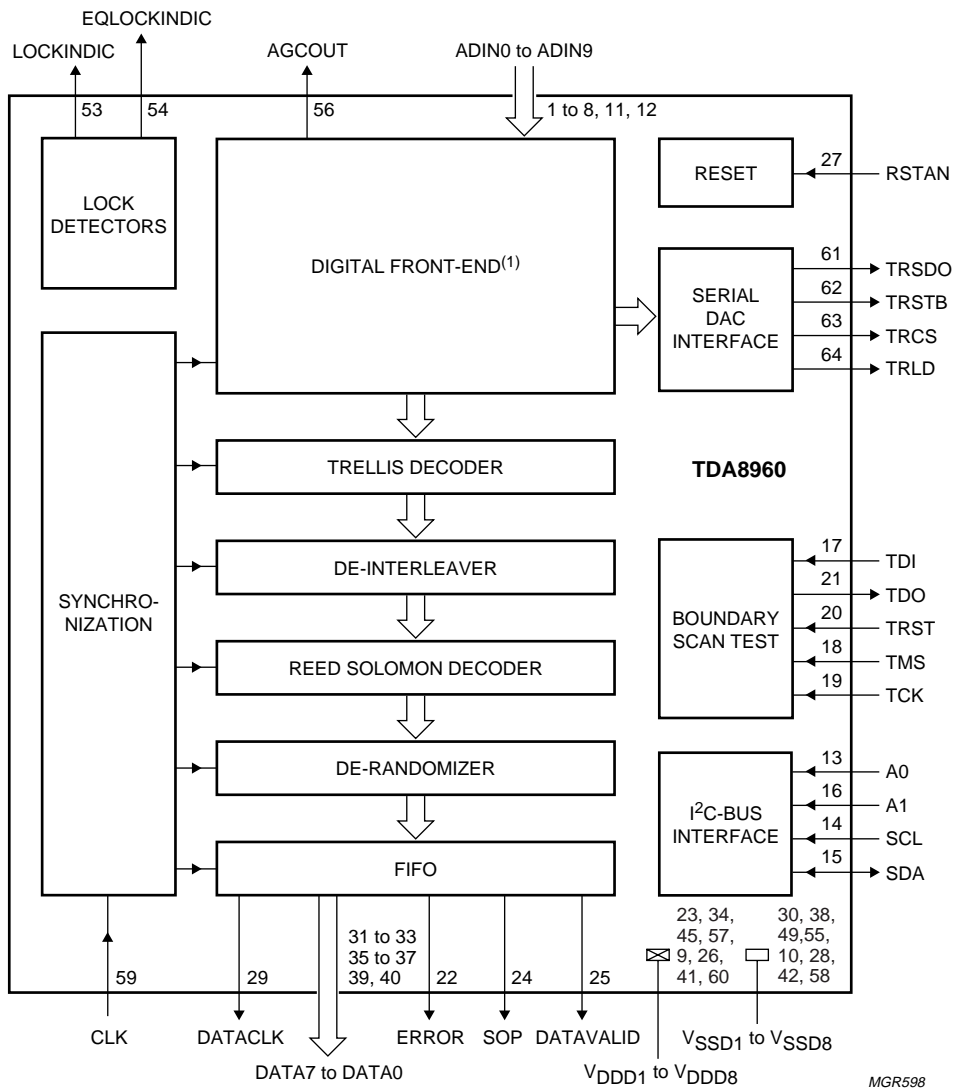 EQLOCKINDIC
LOCKINDIC
AGCOUT
ADIN0 to ADIN9
53
54
56
1 to 8, 11, 12
LOCK
DETECTORS
DIGITAL FRONT-END(1)
RESET
27
RSTAN
SERIAL
DAC
INTERFACE
61
TRSDO
62
TRSTB
63
TRCS
64
TRLD
TRELLIS DECODER
TDA8960
DE-INTERLEAVER
SYNCHRO-
NIZATION
REED SOLOMON DECODER
BOUNDARY
SCAN TEST
17
TDI
21
TDO
20
TRST
18
TMS
19
TCK
DE-RANDOMIZER
I2C-BUS
INTERFACE
13
A0
16
A1
14
SCL
15
SDA
FIFO
59
29
31 to 33
35 to 37
39, 40
22
24
25
23, 34,
45, 57,
9, 26,
41, 60
30, 38,
49,55,
10, 28,
42, 58
CLK
DATACLK
DATA7 to DATA0
ERROR
SOP
DATAVALID
VDDD1 to VDDD8
VSSD1 to VSSD8
MGR598